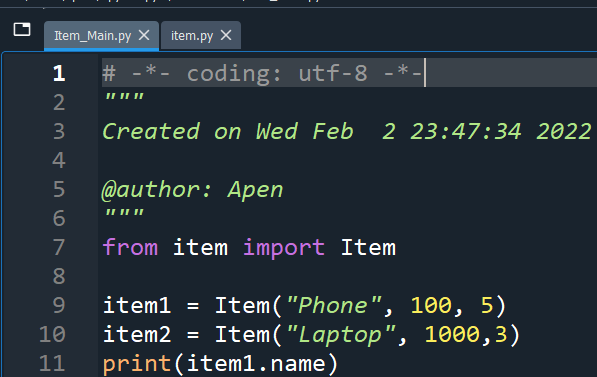 Item_Main.py item.py
1 # -*- coding: utf-8 -*-
2 """
3 Created on Wed Feb  2 23:47:34 2022
4
5 @author: Apen
6 """
7 from item import Item
8
9 item1 = Item("Phone", 100, 5)
10 item2 = Item("Laptop", 1000,3)
11 print(item1.name)